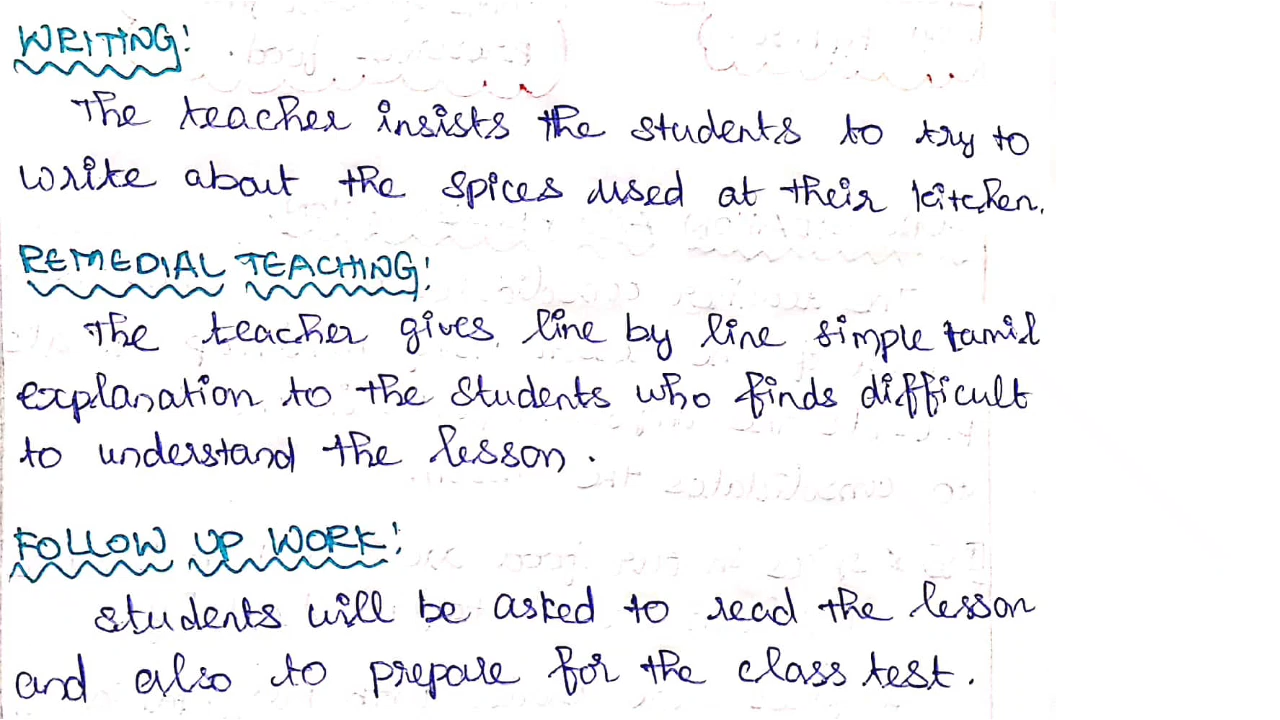 WRITING:
The teacher insists the students to try to
write about the spices used at their kitchen.
REMEDIAL TEACHING:
The teacher gives line by line simple tamil
explanation to the students who finds difficult
to understand the lesson.
FOLLOW UP WORK:
students will be asked to read the lesson
and also to prepare for the class test.